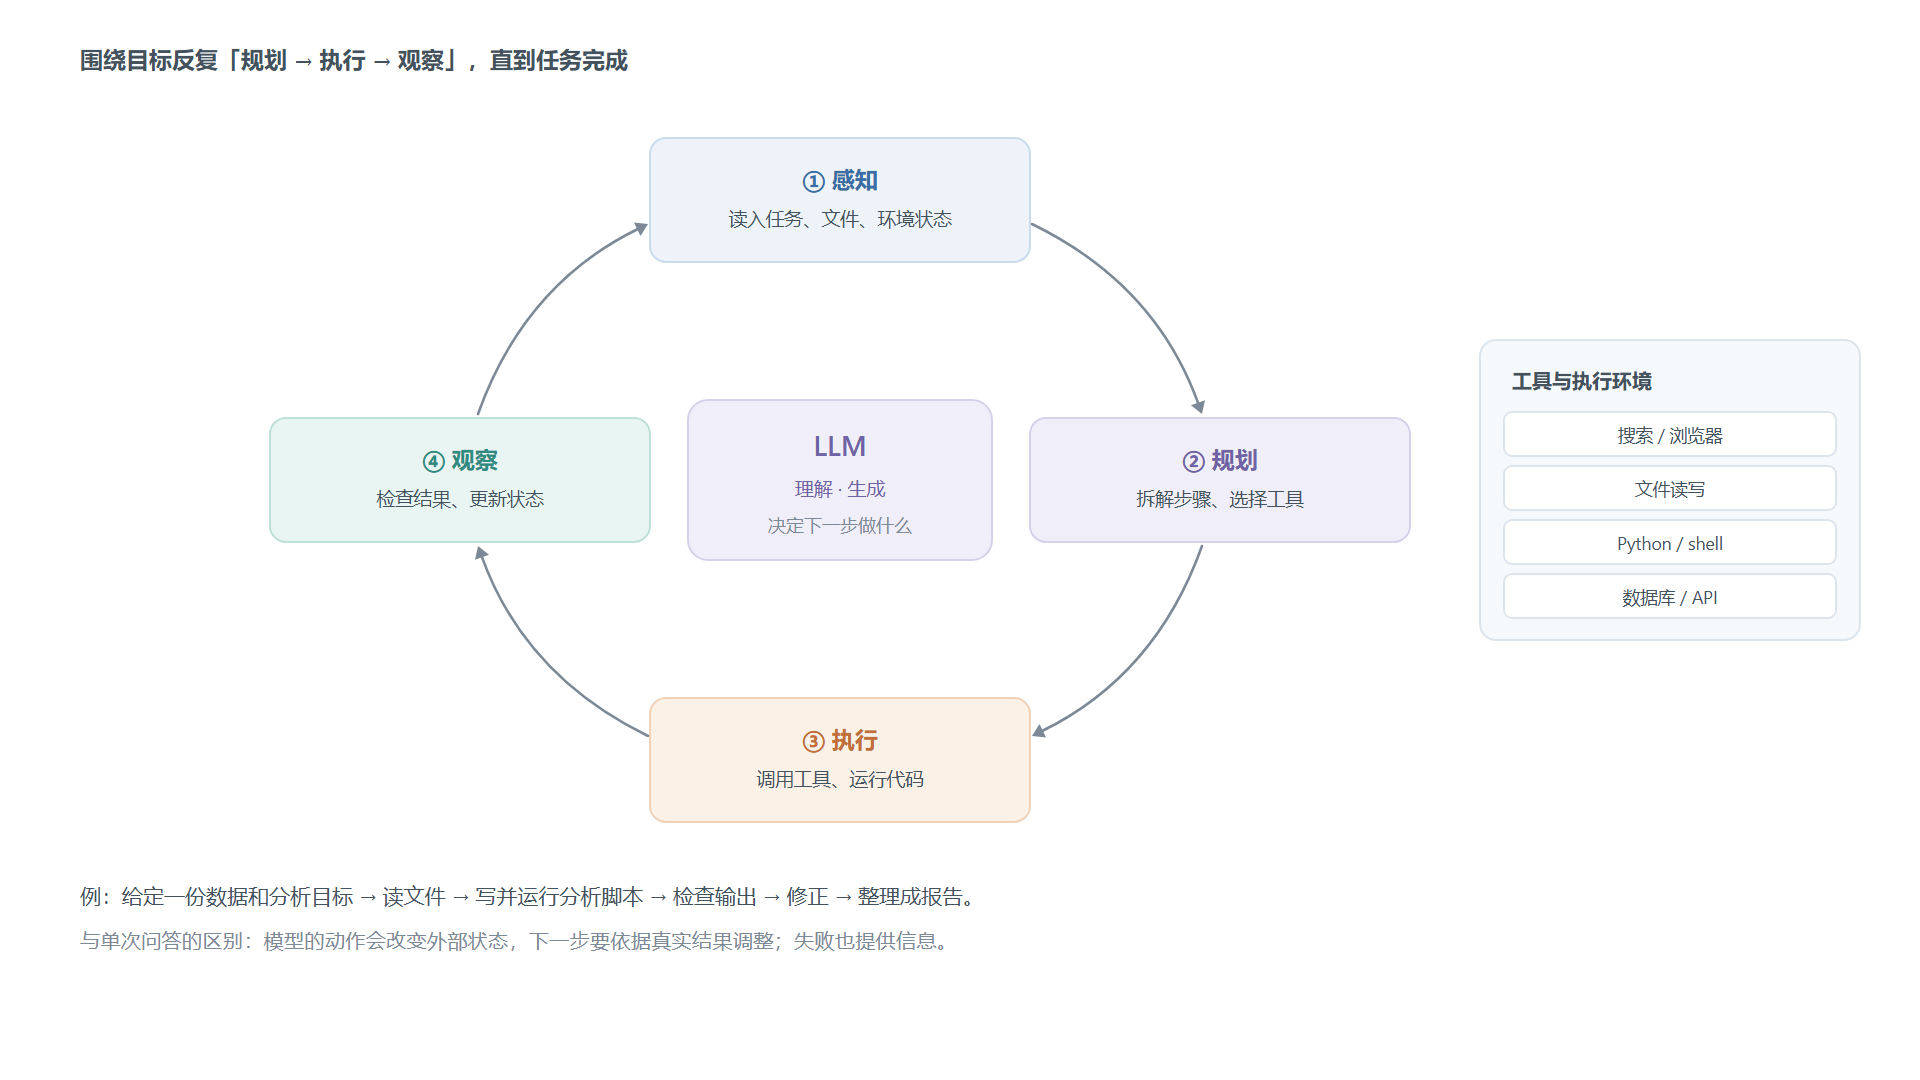 围绕目标反复「规划 → 执行 → 观察」，直到任务完成
① 感知
读入任务、文件、环境状态
④ 观察
检查结果、更新状态
LLM
理解 · 生成
决定下一步做什么
② 规划
拆解步骤、选择工具
工具与执行环境
搜索 / 浏览器
文件读写
Python / shell
数据库 / API
③ 执行
调用工具、运行代码
例：给定一份数据和分析目标 → 读文件 → 写并运行分析脚本 → 检查输出 → 修正 → 整理成报告。
与单次问答的区别：模型的动作会改变外部状态，下一步要依据真实结果调整；失败也提供信息。